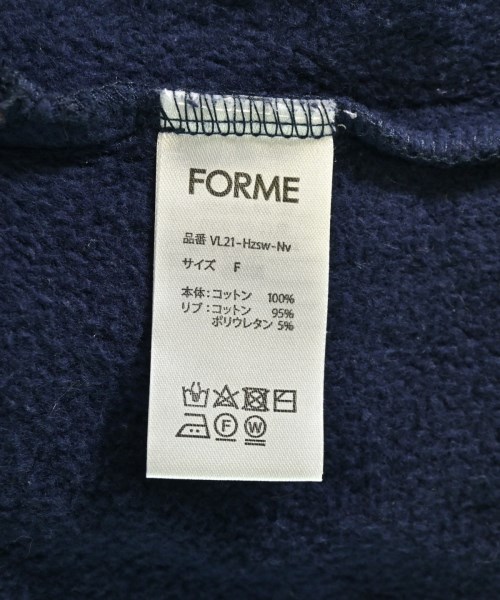 FORME
品番 VL21-Hzsw-Nv
サイズ F
本体:コットン 100%
リブ:コットン 95%
ポリウレタン 5%
F W